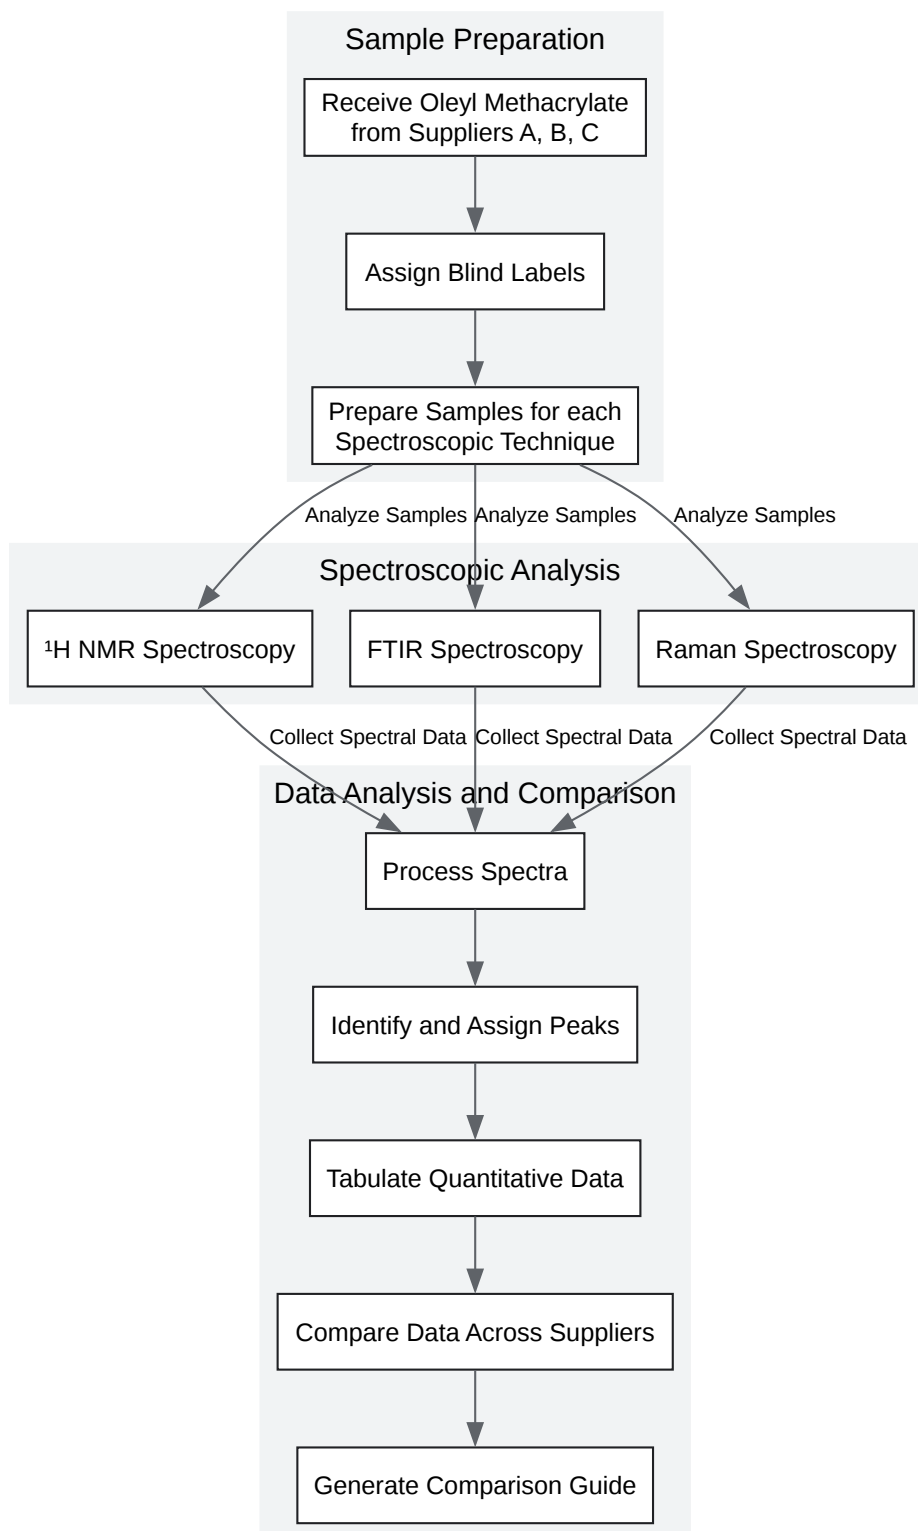 Sample Preparation
Receive Oleyl Methacrylate
from Suppliers A, B, C
Assign Blind Labels
Prepare Samples for each
Spectroscopic Technique
Analyze Samples
Analyze Samples
Analyze Samples
Spectroscopic Analysis
¹H NMR Spectroscopy
FTIR Spectroscopy
Raman Spectroscopy
Collect Spectral Data
Collect Spectral Data
Collect Spectral Data
Data Analysis and Comparison
Process Spectra
Identify and Assign Peaks
Tabulate Quantitative Data
Compare Data Across Suppliers
Generate Comparison Guide